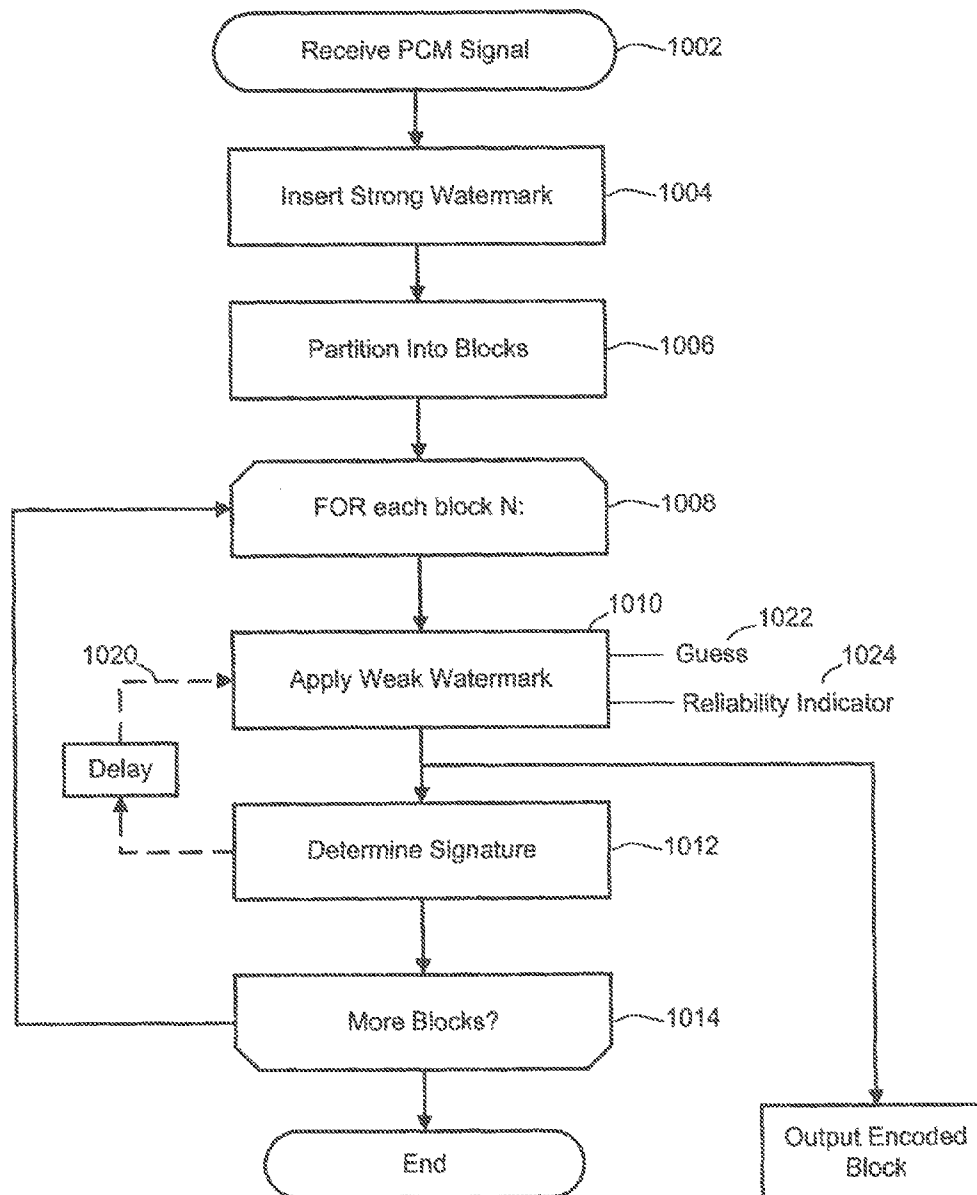 Receive PCM Signal
1002
Insert Strong Watermark
1004
Partition Into Blocks
1006
FOR each block N:
1008
1010
1022
Guess
1020
Apply Weak Watermark
1024
Reliability Indicator
Delay
Determine Signature
1012
More Blocks?
1014
End
Output Encoded
Block